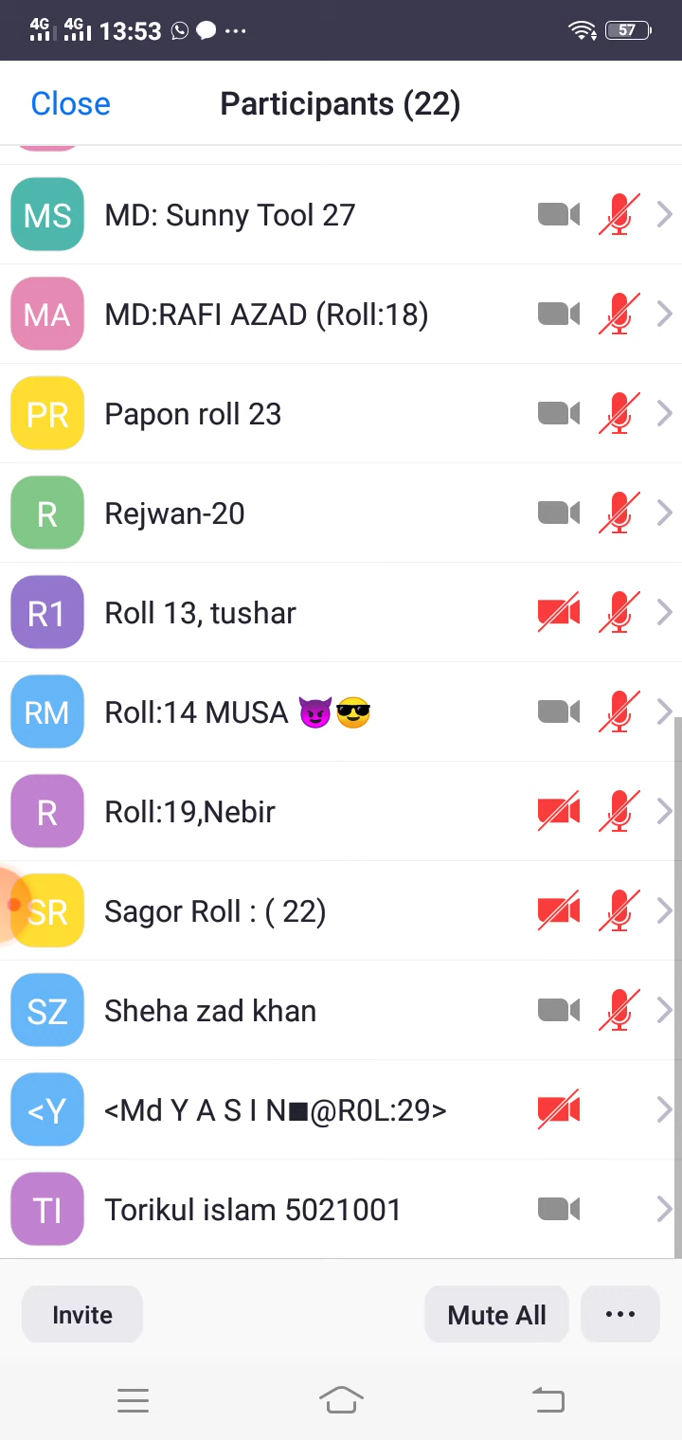 4G 4G 13:53 57
Close Participants (22)
MS MD: Sunny Tool 27
MA MD:RAFI AZAD (Roll:18)
PR Papon roll 23
R Rejwan-20
R1 Roll 13, tushar
RM Roll:14 MUSA 😈😎
R Roll:19,Nebir
SR Sagor Roll : ( 22)
SZ Sheha zad khan
<Y <Md Y A S I N■@R0L:29>
TI Torikul islam 5021001
Invite Mute All ...